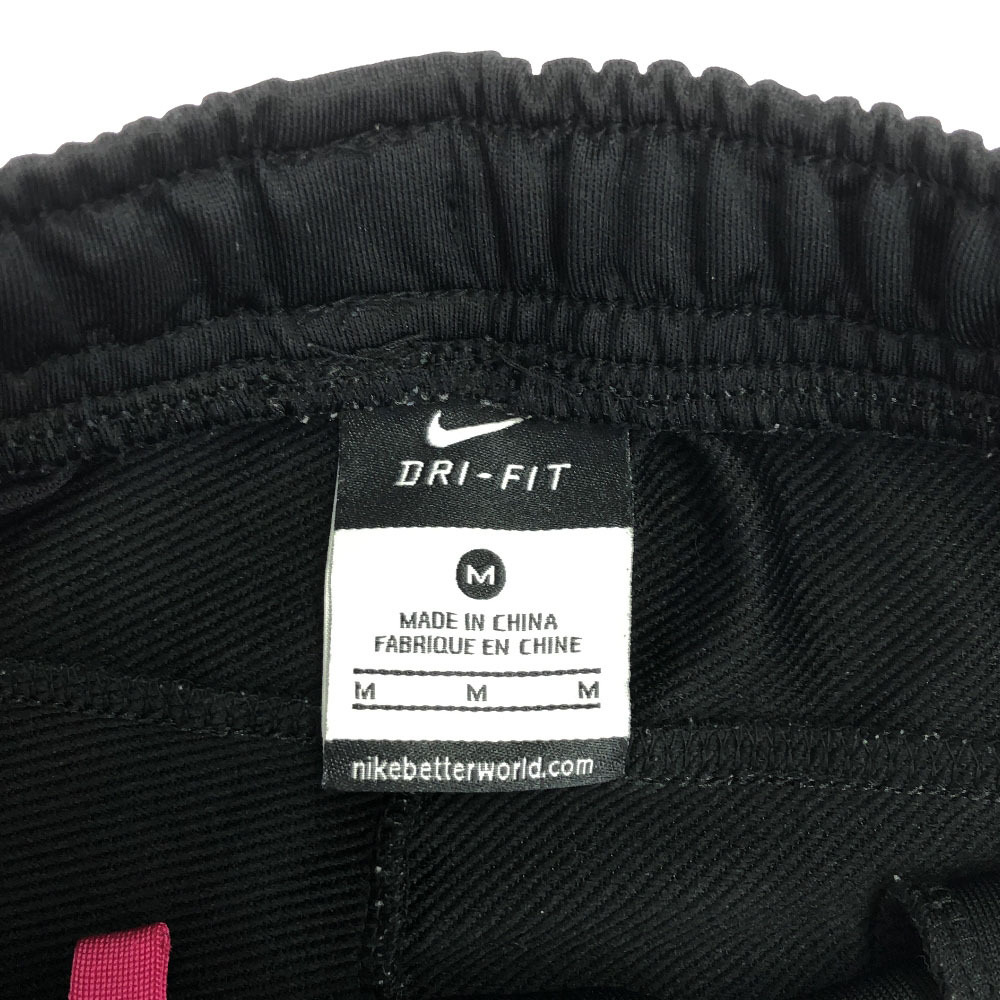 DRI-FIT
M
MADE IN CHINA
FABRIQUE EN CHINE
M M M
nikebetterworld.com